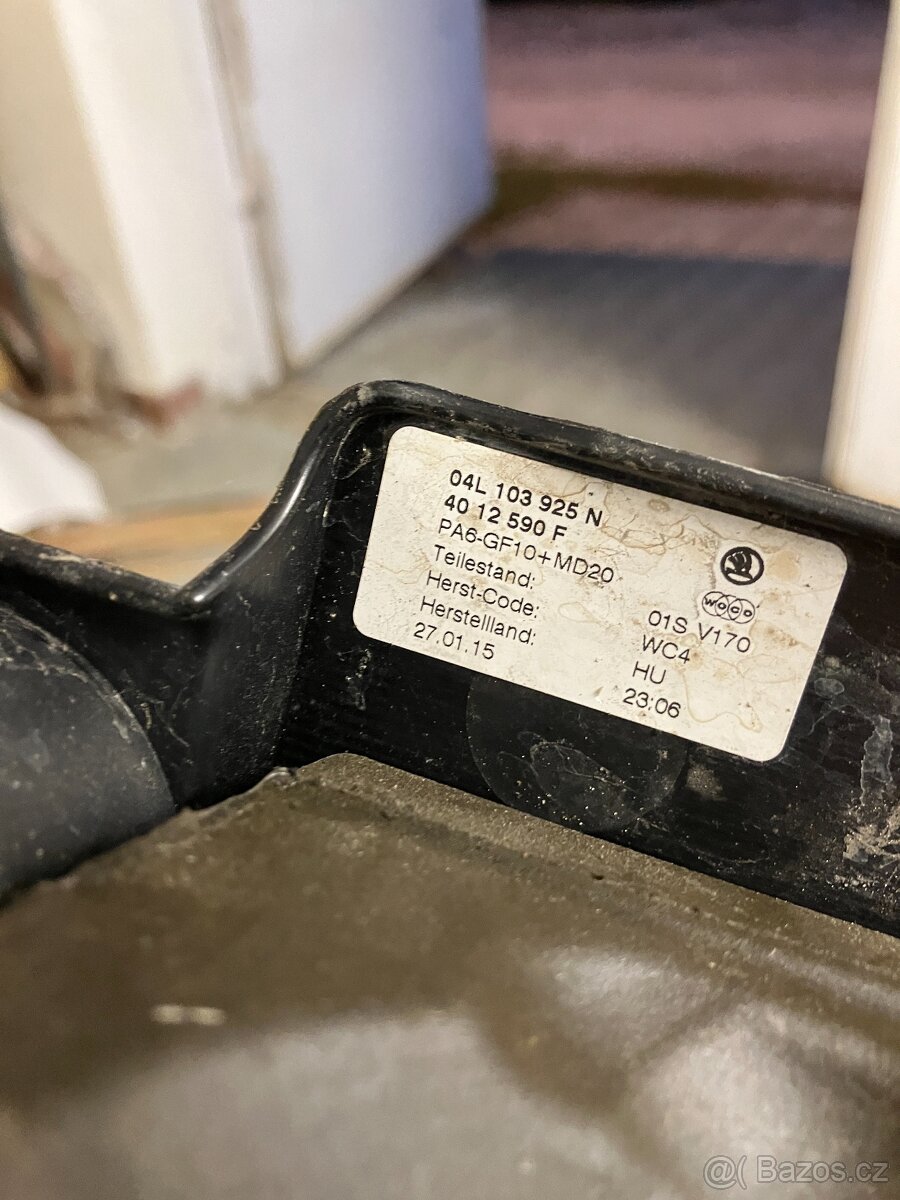 04L 103 925 N
40 12 590 F
PA6-GF10+MD20
Teilestand: 01S V170
Herst-Code: WC4
Herstellland: HU
27.01.15 23:06
woco
@( Bazos.cz